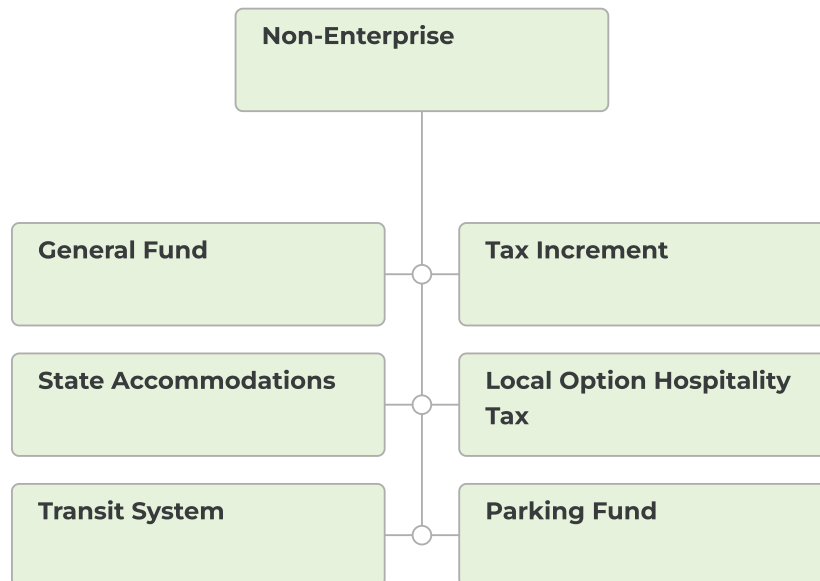 Non-Enterprise
General Fund
Tax Increment
State Accommodations
Local Option Hospitality
Tax
Transit System
Parking Fund